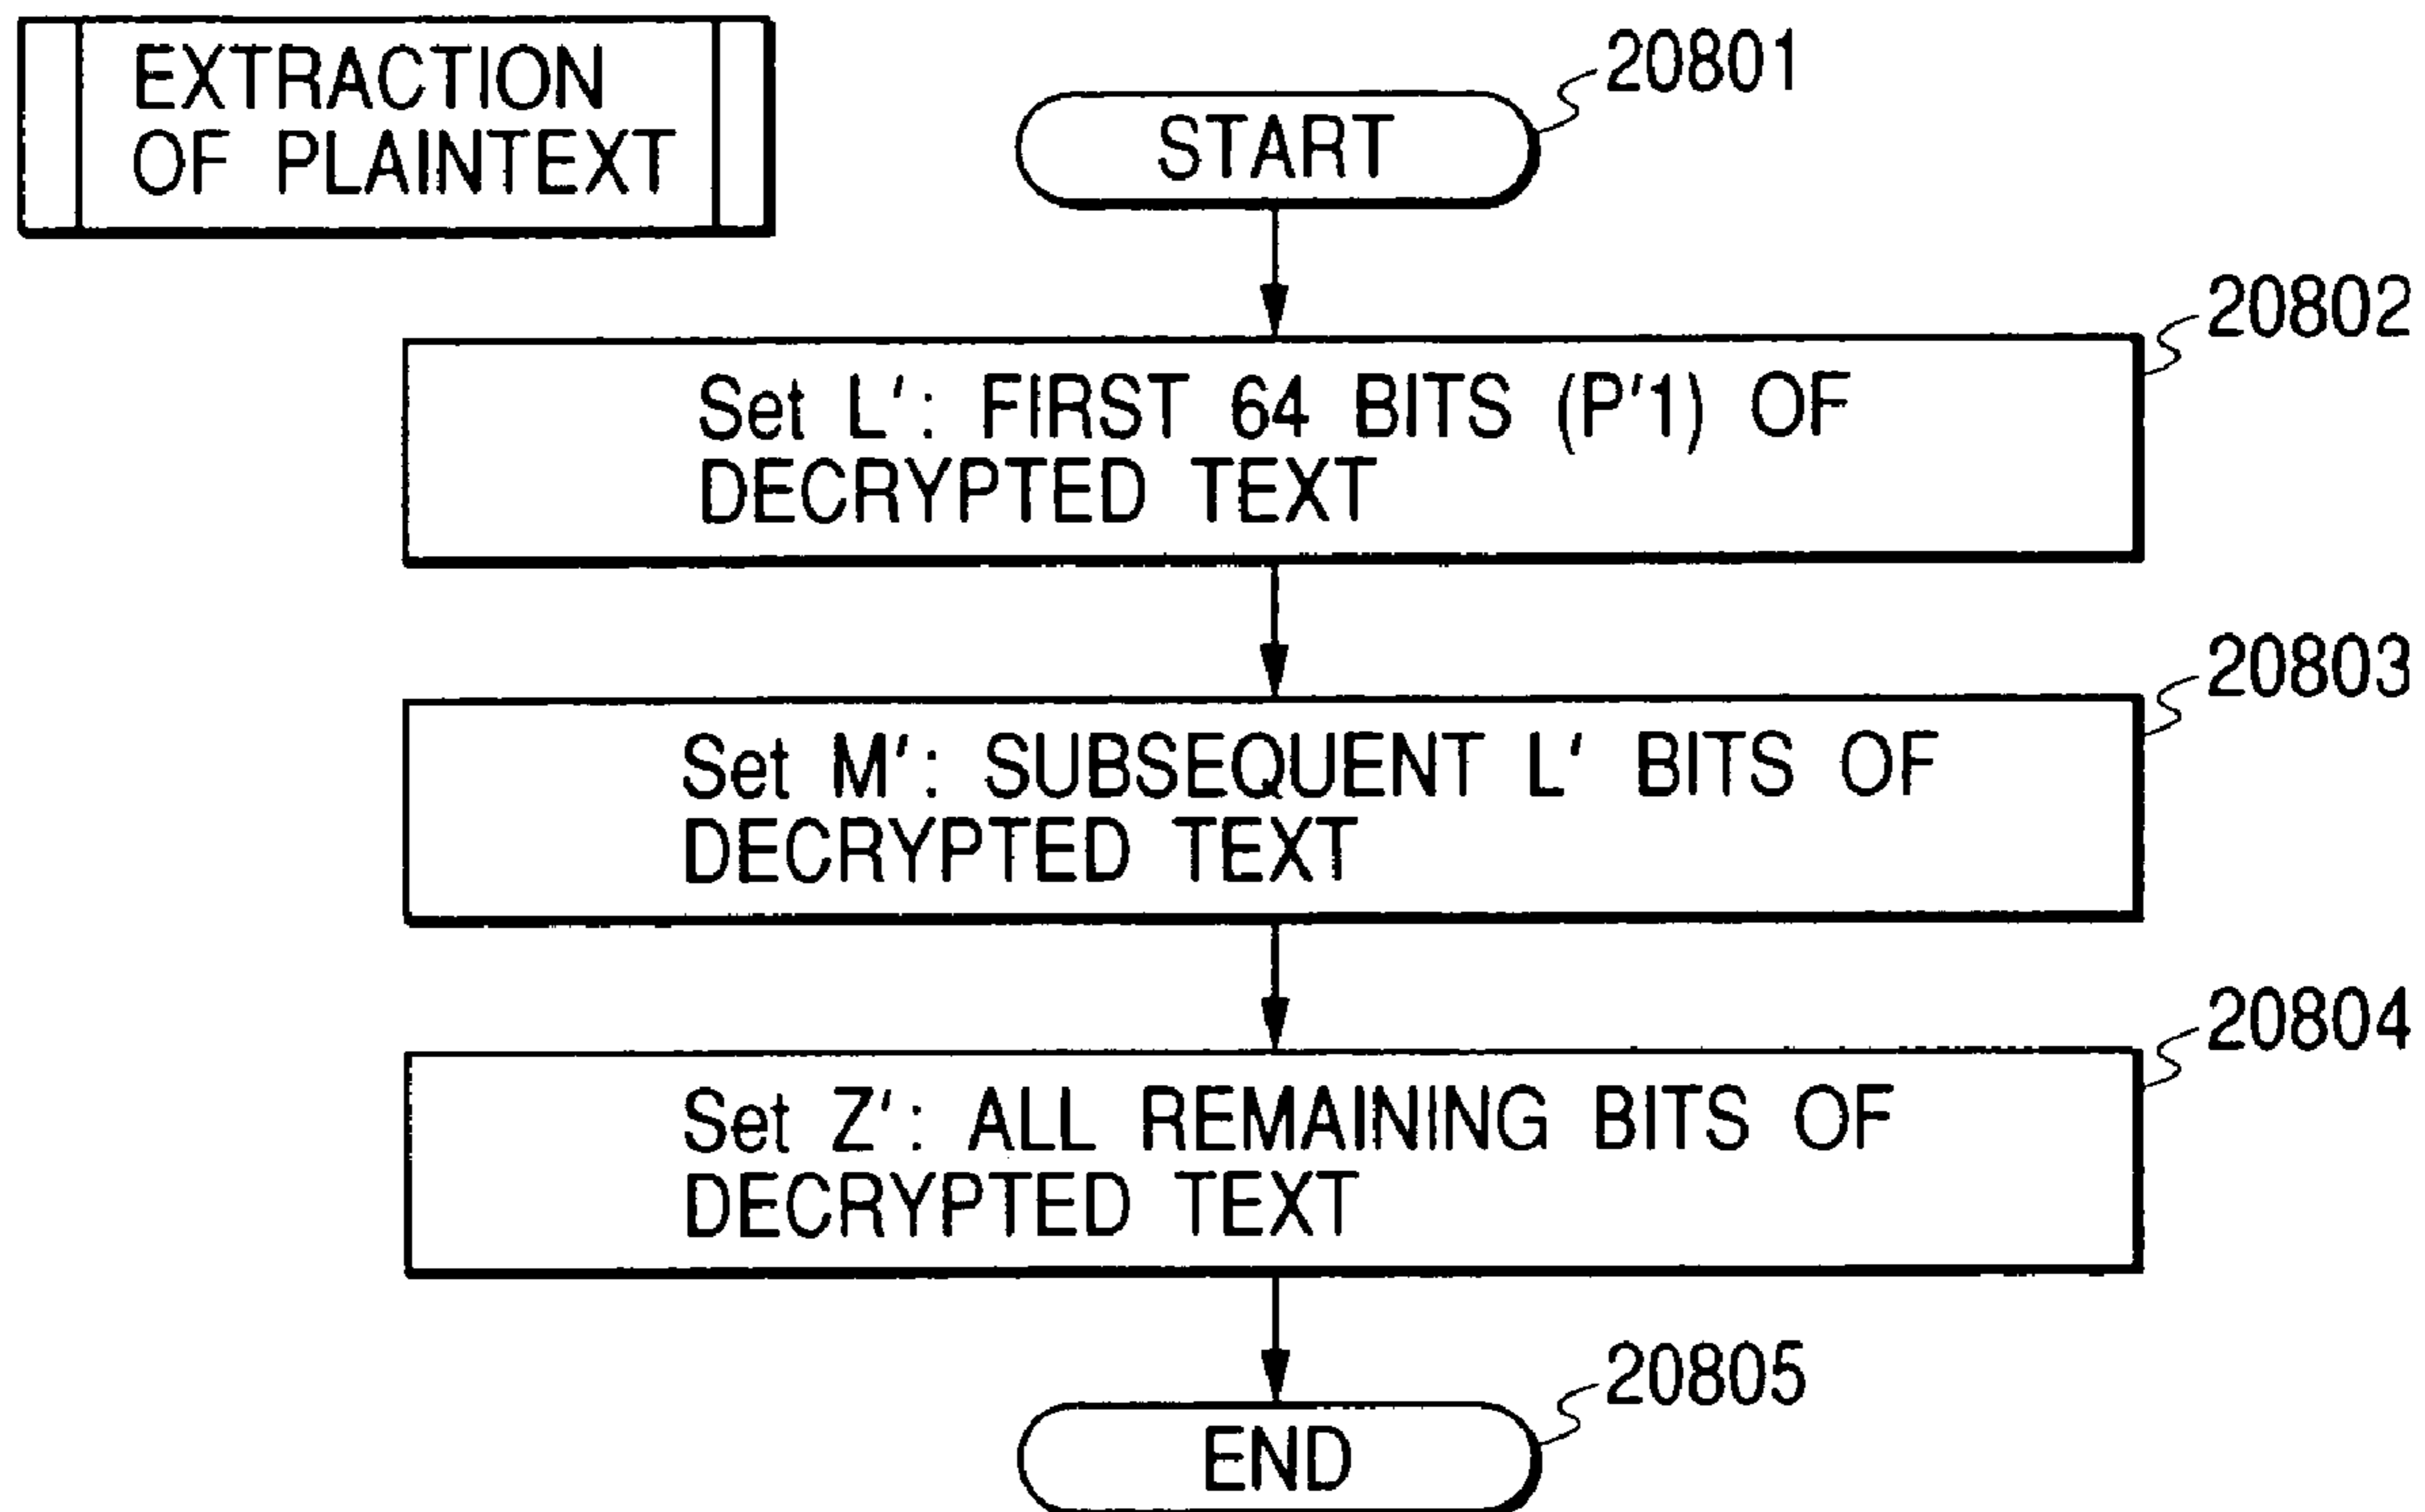 EXTRACTION
OF PLAINTEXT
START
20801
20802
Set L': FIRST 64 BITS (P'1) OF
DECRYPTED TEXT
20803
Set M': SUBSEQUENT L' BITS OF
DECRYPTED TEXT
20804
Set Z': ALL REMAINING BITS OF
DECRYPTED TEXT
20805
END